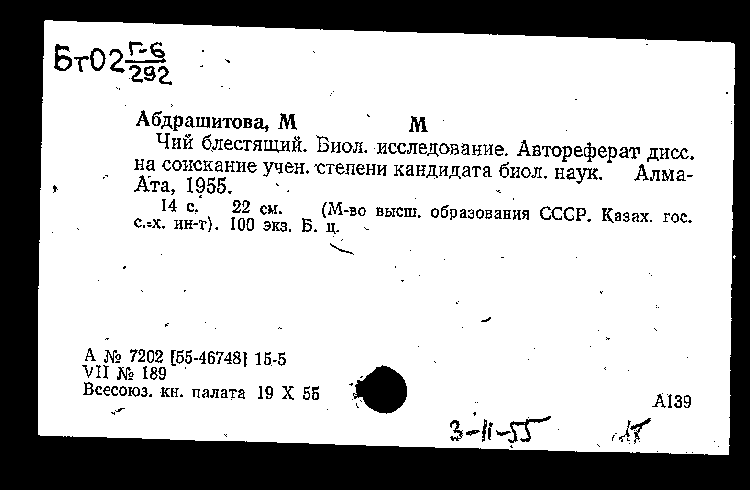 Бт02 Г-6
292
Абдрашитова, М М
Чий блестящий. Биол. исследование. Автореферат дисс.
на соискание учен. степени кандидата биол. наук. Алма-
Ата, 1955.
14 с. 22 см. (М-во высш. образования СССР. Казах. гос.
с.-х. ин-т). 100 экз. Б. ц.
А № 7202 [55-46748] 15-5
VII № 189
Всесоюз. кн. палата 19 X 55
А139
3-11-55